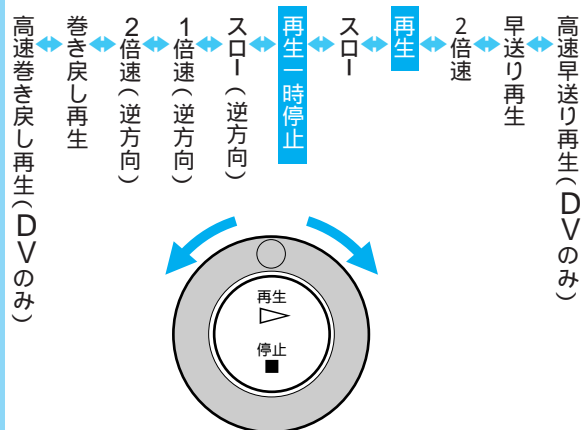 高速巻き戻し再生(DVのみ)
巻き戻し再生
2倍速(逆方向)
1倍速(逆方向)
スロー(逆方向)
再生一時停止
スロー
再生
2倍速
早送り再生
高速早送り再生(DVのみ)
再生
停止